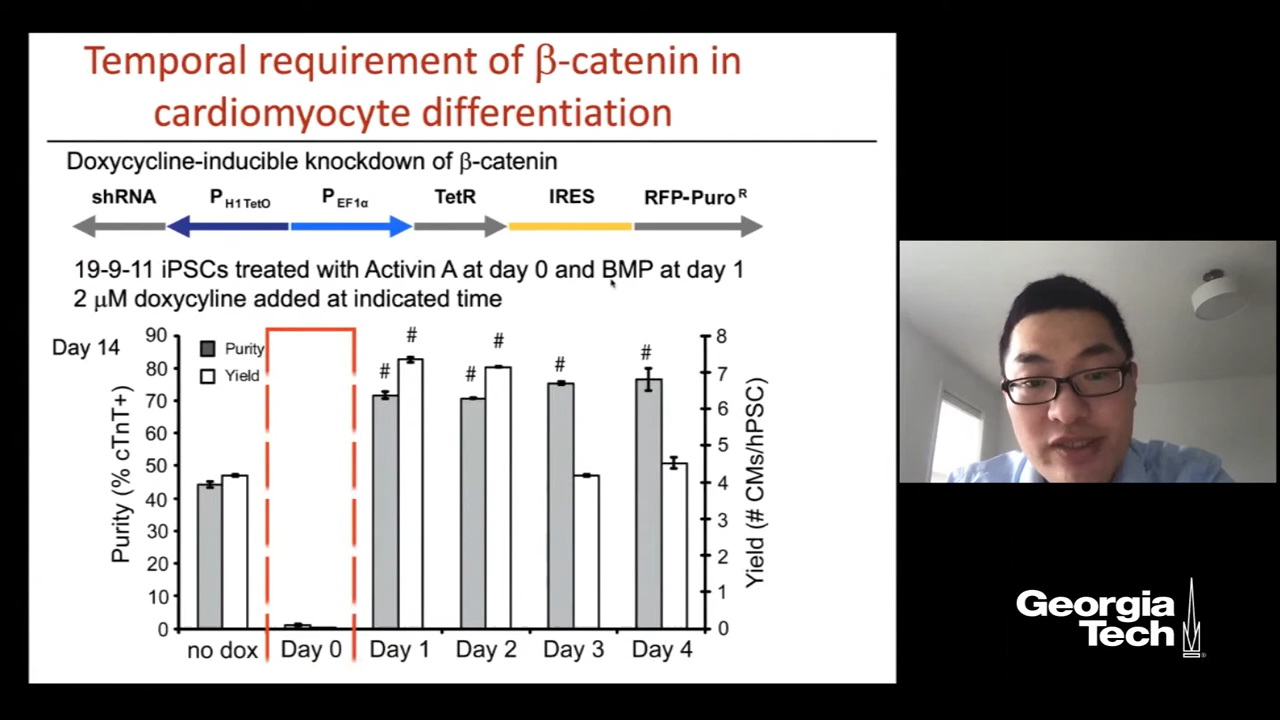 Temporal requirement of β-catenin in
cardiomyocyte differentiation
Doxycycline-inducible knockdown of β-catenin
shRNA P H1TetO P EF1α TetR IRES RFP-Puro R
19-9-11 iPSCs treated with Activin A at day 0 and BMP at day 1
2 μM doxycyline added at indicated time
Day 14
Purity
Yield
# # # # # #
Purity (% cTnT+)
90
80
70
60
50
40
30
20
10
0
8
7
6
5
4
3
2
1
0
Yield (# CMs/hPSC)
no dox Day 0 Day 1 Day 2 Day 3 Day 4
Georgia
Tech